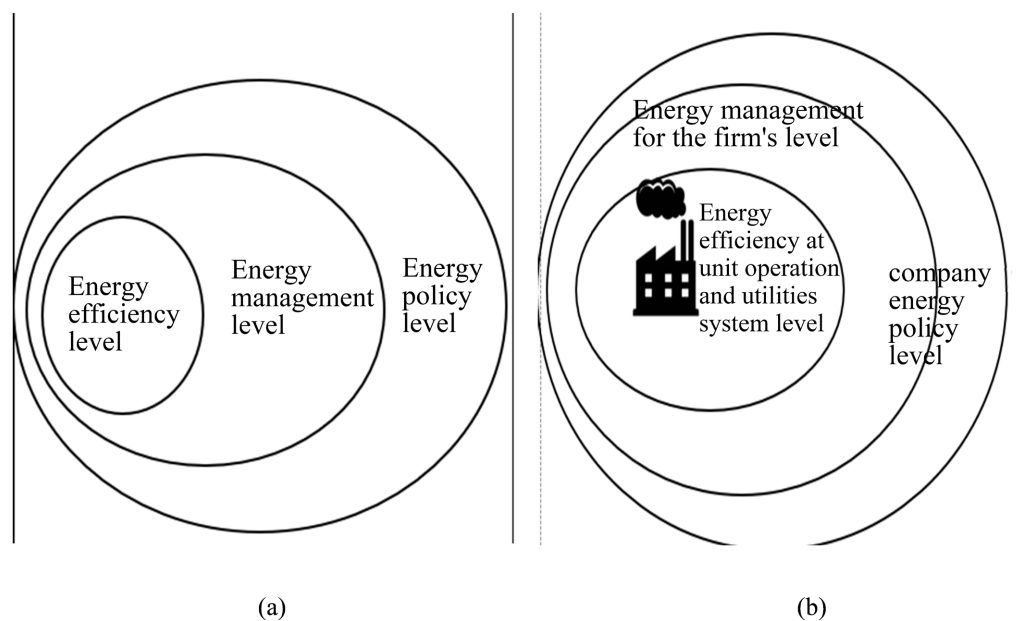 Energy
efficiency
level
Energy
management
level
Energy
policy
level
(a)
Energy management
for the firm's level
Energy
efficiency at
unit operation
and utilities
system level
company
energy
policy
level
(b)